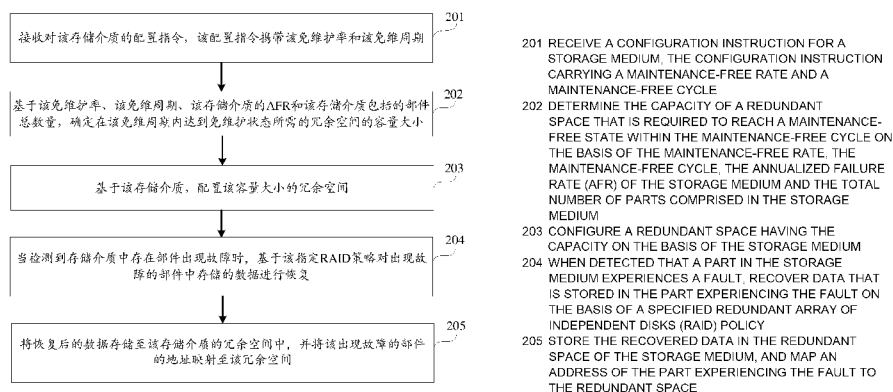 201
接收对该存储介质的配置指令，该配置指令携带该免维护率和该免维周期
202
基于该免维护率、该免维周期、该存储介质的AFR和该存储介质包括的部件
总数量，确定在该免维周期内达到免维护状态所需的冗余空间的容量大小
203
基于该存储介质，配置该容量大小的冗余空间
204
当检测到存储介质中存在部件出现故障时，基于该指定RAID策略对出现故
障的部件中存储的数据进行恢复
205
将恢复后的数据存储至该存储介质的冗余空间中，并将该出现故障的部件
的地址映射至该冗余空间
201 RECEIVE A CONFIGURATION INSTRUCTION FOR A
STORAGE MEDIUM, THE CONFIGURATION INSTRUCTION
CARRYING A MAINTENANCE-FREE RATE AND A
MAINTENANCE-FREE CYCLE
202 DETERMINE THE CAPACITY OF A REDUNDANT
SPACE THAT IS REQUIRED TO REACH A MAINTENANCE-
FREE STATE WITHIN THE MAINTENANCE-FREE CYCLE ON
THE BASIS OF THE MAINTENANCE-FREE RATE, THE
MAINTENANCE-FREE CYCLE, THE ANNUALIZED FAILURE
RATE (AFR) OF THE STORAGE MEDIUM AND THE TOTAL
NUMBER OF PARTS COMPRISED IN THE STORAGE
MEDIUM
203 CONFIGURE A REDUNDANT SPACE HAVING THE
CAPACITY ON THE BASIS OF THE STORAGE MEDIUM
204 WHEN DETECTED THAT A PART IN THE STORAGE
MEDIUM EXPERIENCES A FAULT, RECOVER DATA THAT
IS STORED IN THE PART EXPERIENCING THE FAULT ON
THE BASIS OF A SPECIFIED REDUNDANT ARRAY OF
INDEPENDENT DISKS (RAID) POLICY
205 STORE THE RECOVERED DATA IN THE REDUNDANT
SPACE OF THE STORAGE MEDIUM, AND MAP AN
ADDRESS OF THE PART EXPERIENCING THE FAULT TO
THE REDUNDANT SPACE